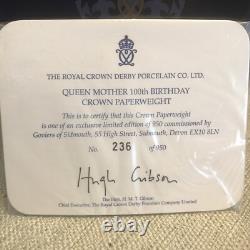 THE ROYAL CROWN DERBY PORCELAIN CO. LTD.
QUEEN MOTHER 100th BIRTHDAY
CROWN PAPERWEIGHT
This is to certify that this Crown Paperweight
is one of an exclusive limited edition of 950 commissioned by
Goviers of Sidmouth, 55 High Street, Sidmouth, Devon EX10 8LN
No. 236 of 950
Hugh Gibson
The Hon. H. M. T. Gibson
Chief Executive, The Royal Crown Derby Porcelain Company Limited